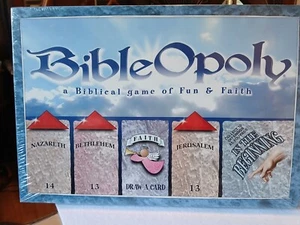 BibleOpoly
a Biblical game of Fun & Faith
NAZARETH
14
BETHLEHEM
13
FAITH
DRAW A CARD
JERUSALEM
13
IN THE
BEGINNING